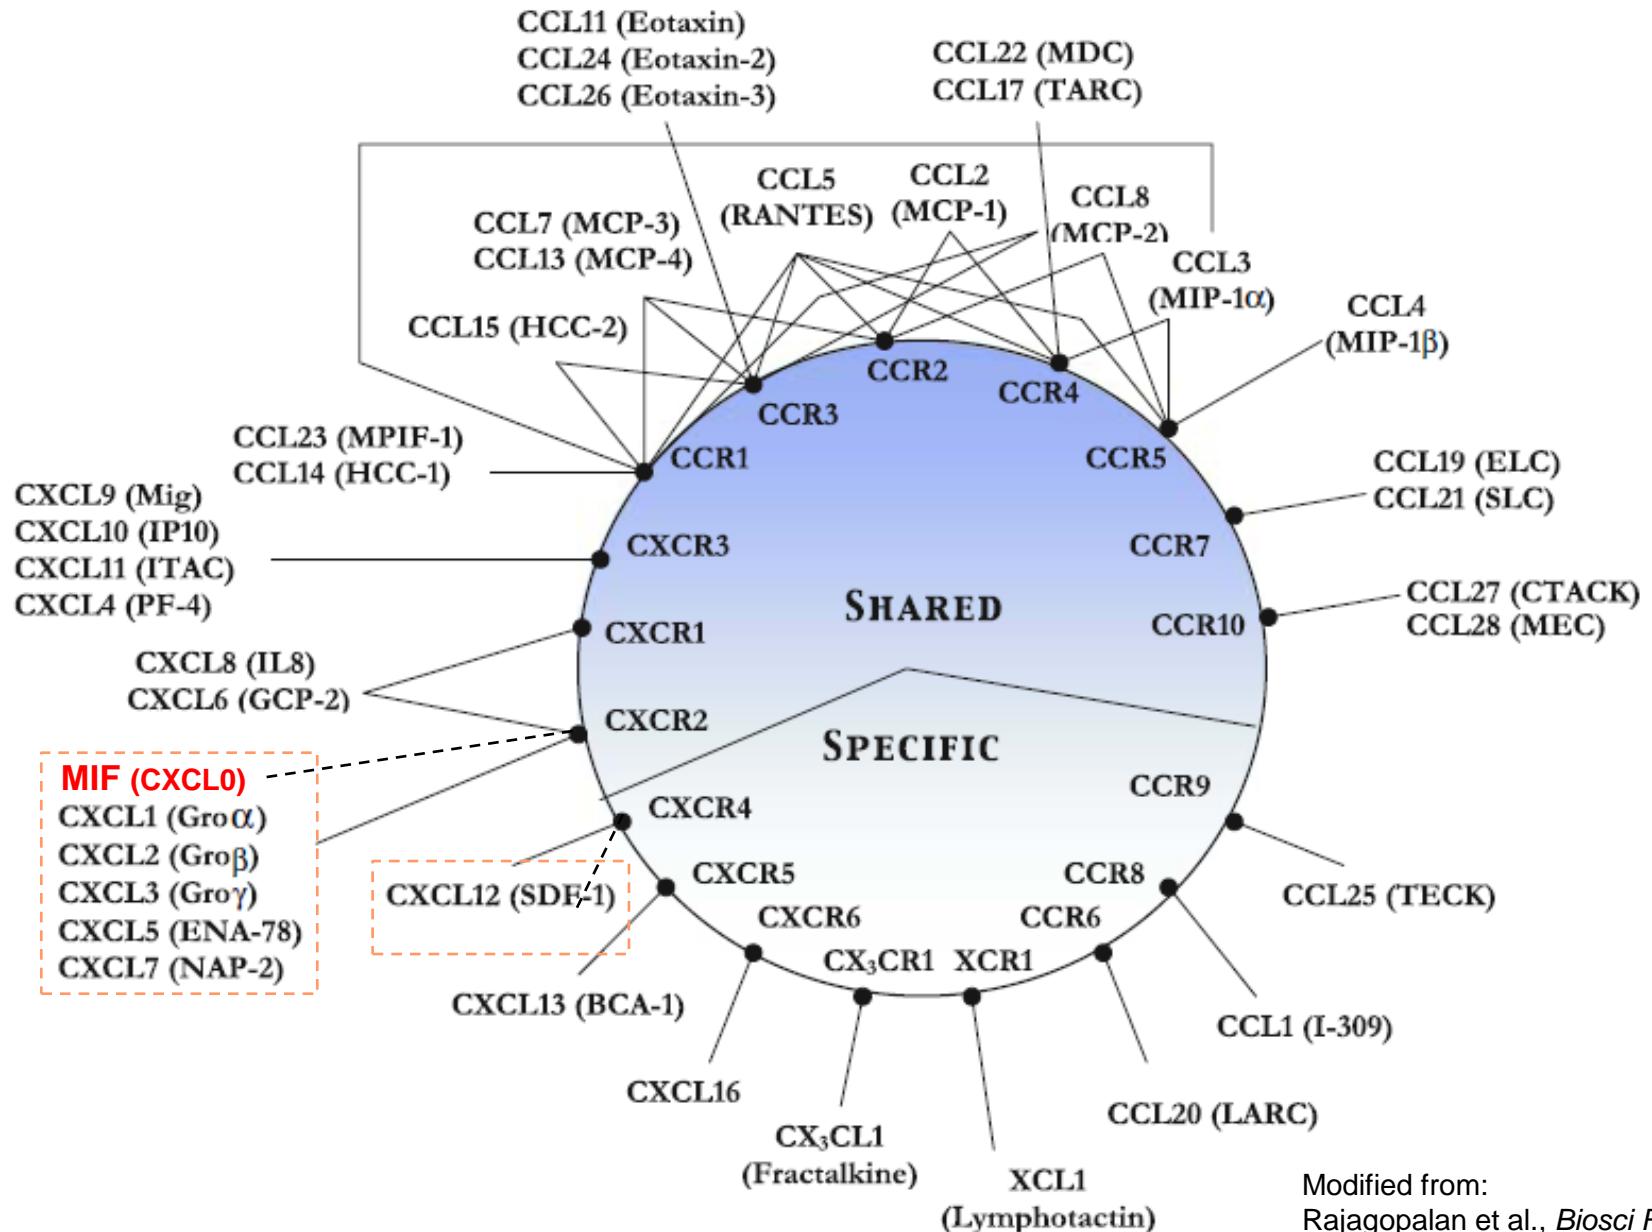 CCL11 (Eotaxin)
CCL24 (Eotaxin-2)
CCL26 (Eotaxin-3)
CCL22 (MDC)
CCL17 (TARC)
CCL5
(RANTES)
CCL2
(MCP-1)
CCL8
(MCP-2)
CCL7 (MCP-3)
CCL13 (MCP-4)
CCL3
(MIP-1α)
CCL4
(MIP-1β)
CCL15 (HCC-2)
CCR2
CCR3
CCR4
CCL23 (MPIF-1)
CCL14 (HCC-1)
CCR1
CCR5
CCL19 (ELC)
CCL21 (SLC)
CXCL9 (Mig)
CXCL10 (IP10)
CXCL11 (ITAC)
CXCL4 (PF-4)
CXCR3
CCR7
SHARED
CCL27 (CTACK)
CCL28 (MEC)
CXCR1
CCR10
CXCL8 (IL8)
CXCL6 (GCP-2)
CXCR2
SPECIFIC
MIF (CXCL0)
CXCL1 (Groα)
CXCL2 (Groβ)
CXCL3 (Groγ)
CXCL5 (ENA-78)
CXCL7 (NAP-2)
CXCR4
CCR9
CXCL12 (SDF-1)
CXCR5
CCR8
CCL25 (TECK)
CXCR6
CCR6
CX₃CR1
XCR1
CXCL13 (BCA-1)
CCL1 (I-309)
CXCL16
CCL20 (LARC)
CX₃CL1
(Fractalkine)
XCL1
(Lymphotactin)
Modified from:
Rajagopalan et al., Biosci